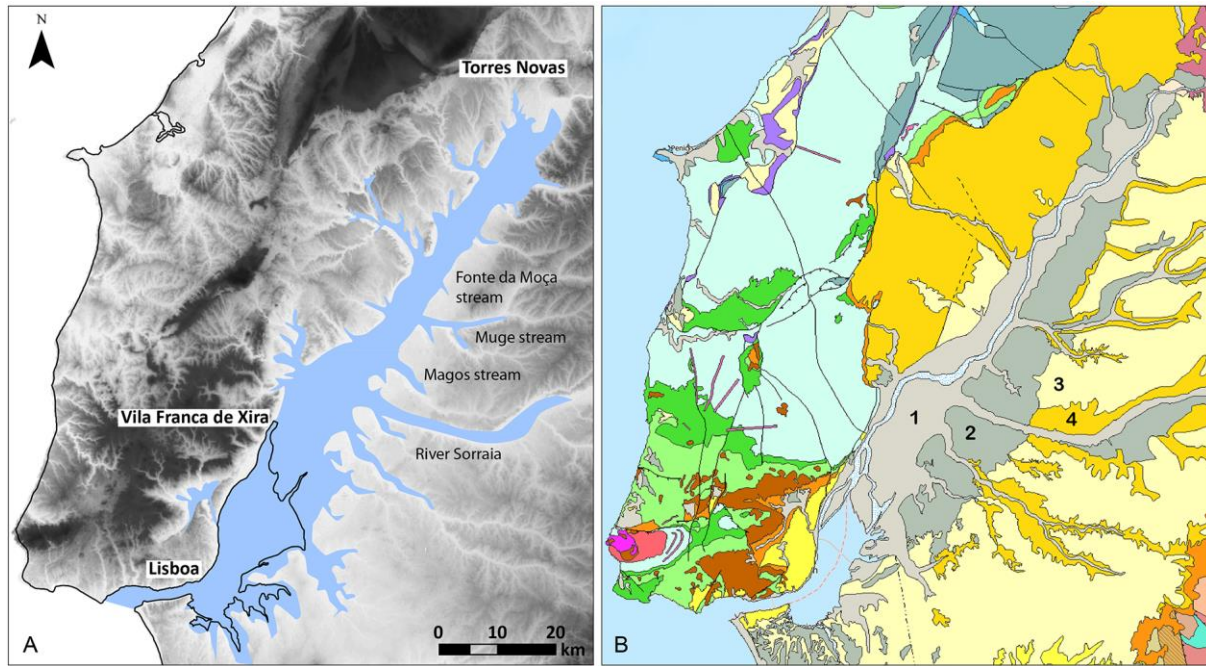 N
Torres Novas
Fonte da Moça
stream
Muge stream
Magos stream
Vila Franca de Xira
River Sorraia
Lisboa
0 10 20
km
A
3
4
1
2
B